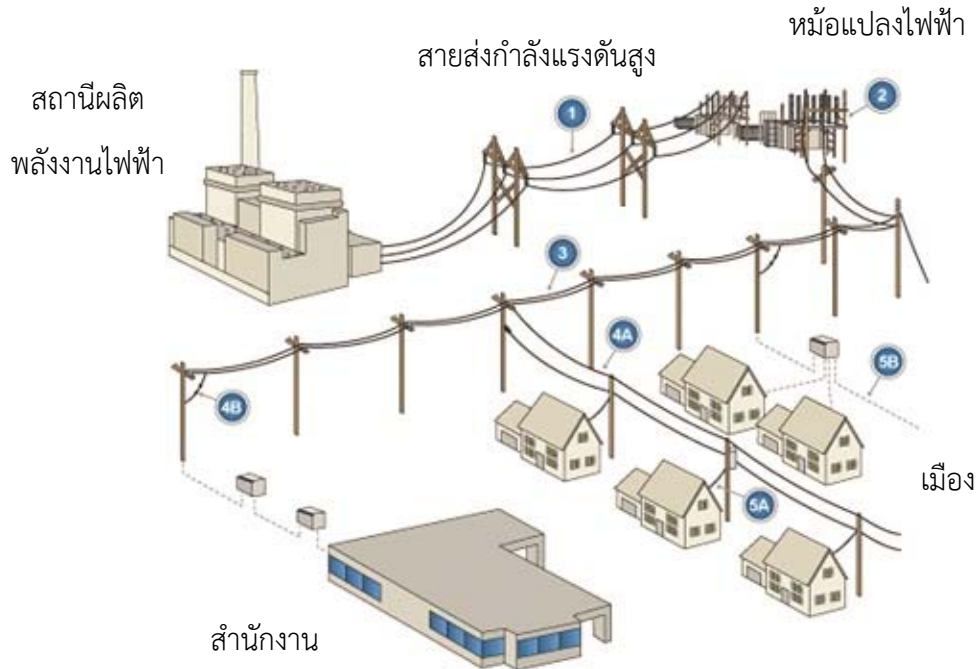 หม้อแปลงไฟฟ้า
สายส่งกำลังแรงดันสูง
สถานีผลิต
พลังงานไฟฟ้า
1
2
3
4A
4B
5B
5A
เมือง
สำนักงาน